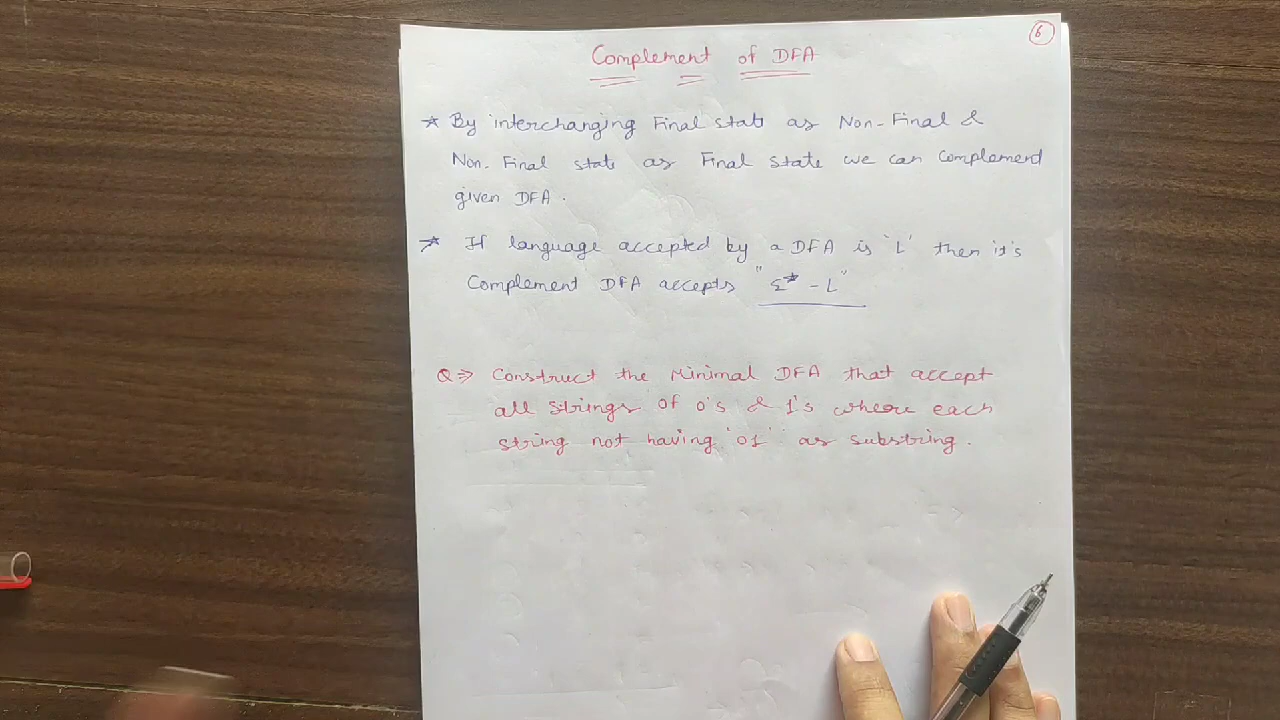 6
Complement of DFA
* By interchanging Final state as Non-Final &
Non-Final state as Final state we can Complement
given DFA.
* If language accepted by a DFA is 'L' then it's
Complement DFA accepts "Σ* - L"
Q⇒ Construct the Minimal DFA that accept
all strings of 0's & 1's where each
string not having '01' as substring.